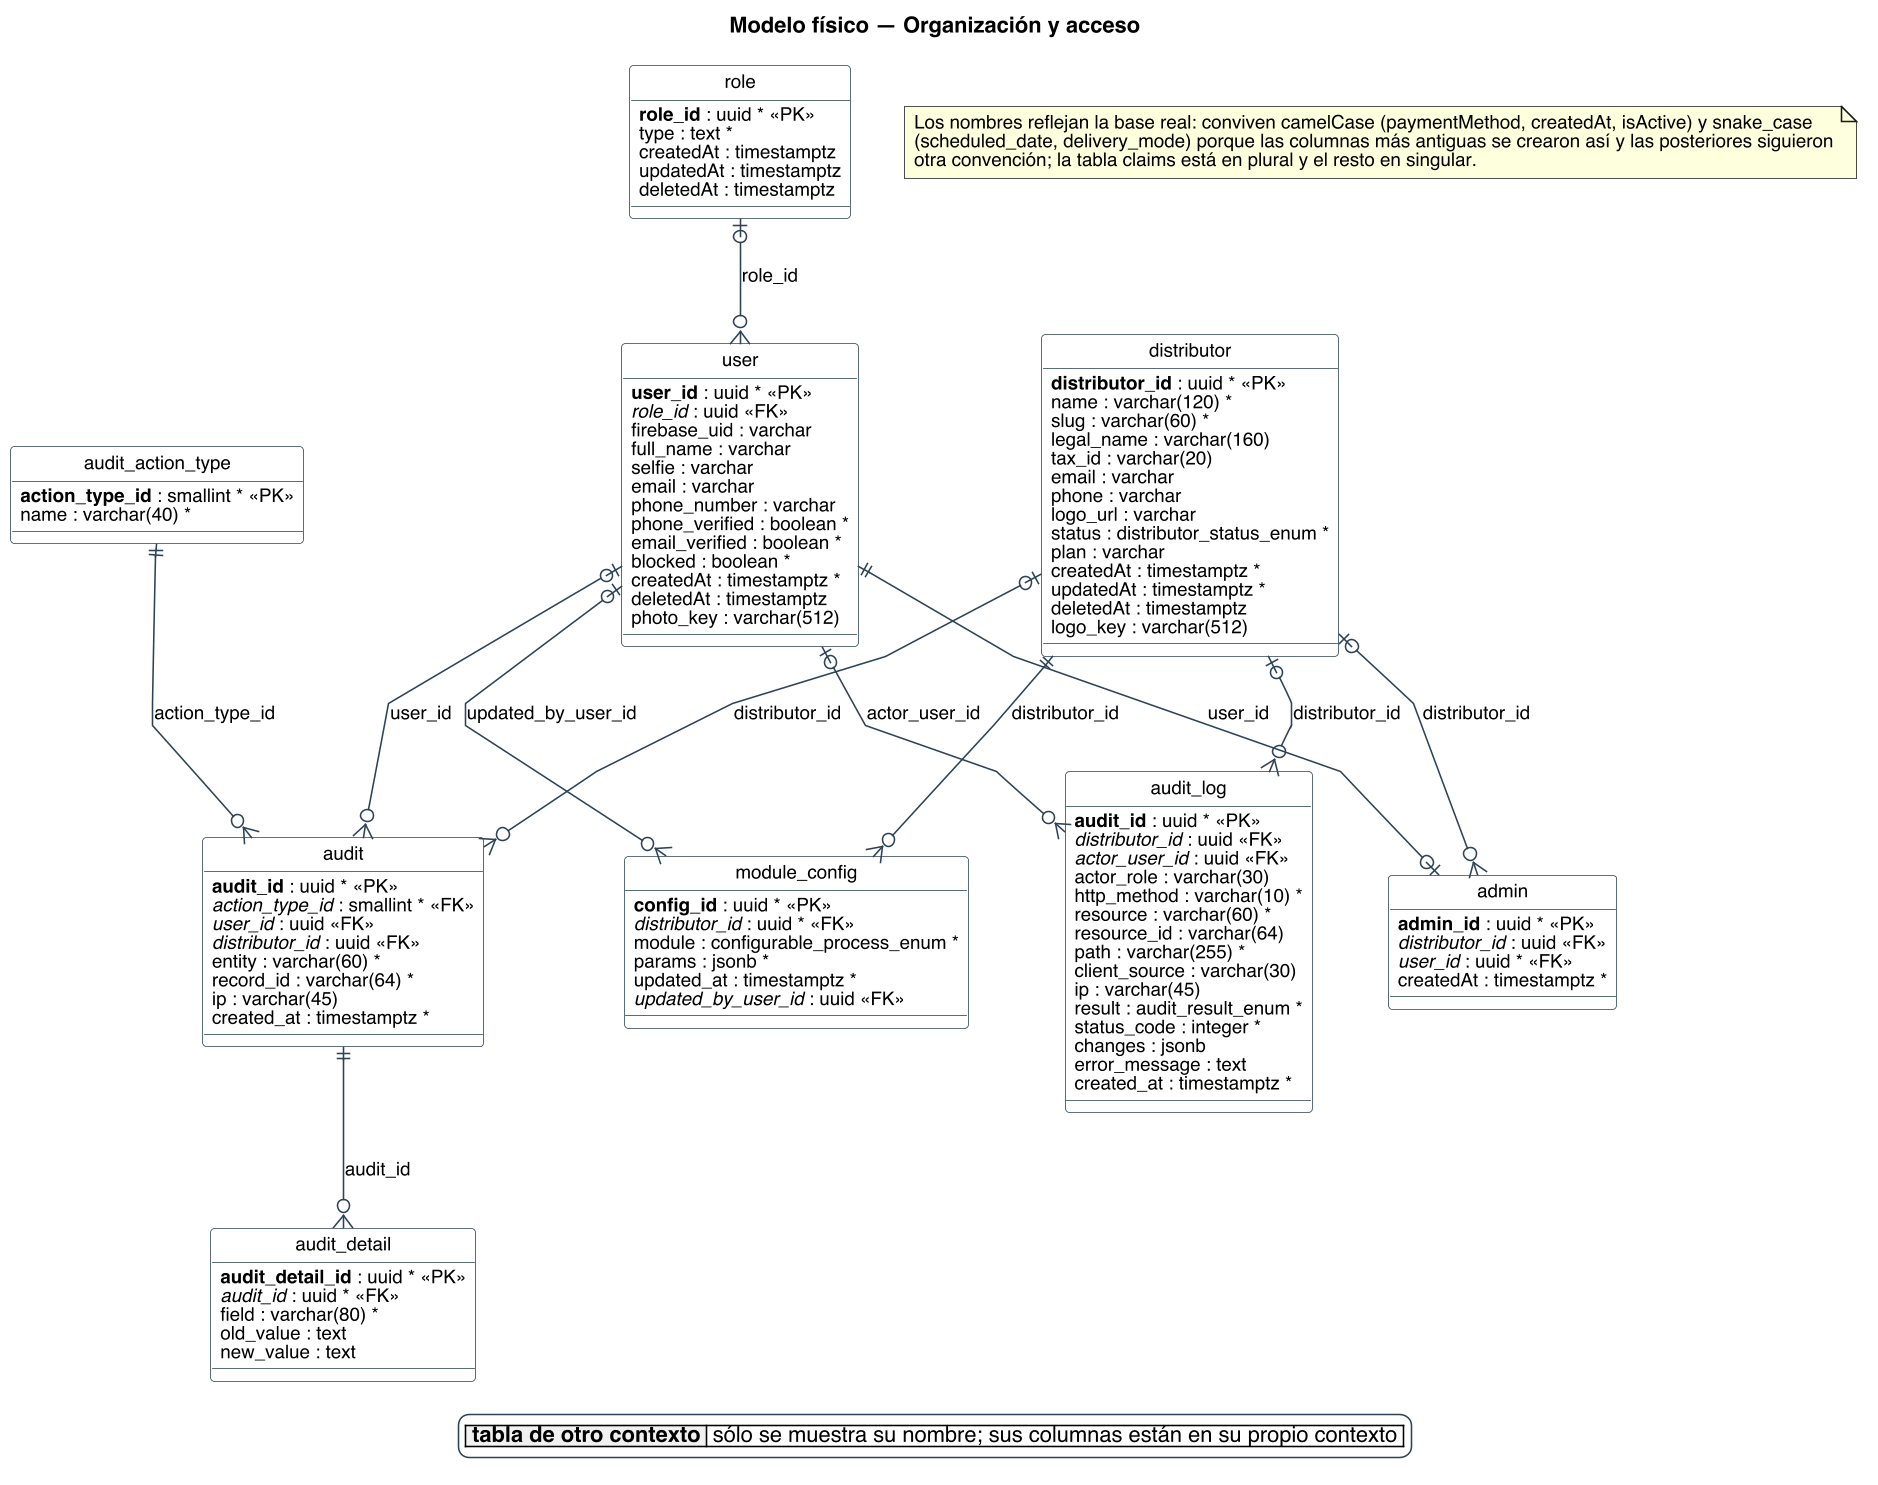 Modelo físico — Organización y acceso
role
role_id : uuid * «PK»
type : text *
createdAt : timestamptz
updatedAt : timestamptz
deletedAt : timestamptz
Los nombres reflejan la base real: conviven camelCase (paymentMethod, createdAt, isActive) y snake_case
(scheduled_date, delivery_mode) porque las columnas más antiguas se crearon así y las posteriores siguieron
otra convención; la tabla claims está en plural y el resto en singular.
role_id
user
user_id : uuid * «PK»
role_id : uuid «FK»
firebase_uid : varchar
full_name : varchar
selfie : varchar
email : varchar
phone_number : varchar
phone_verified : boolean *
email_verified : boolean *
blocked : boolean *
createdAt : timestamptz *
deletedAt : timestamptz
photo_key : varchar(512)
distributor
distributor_id : uuid * «PK»
name : varchar(120) *
slug : varchar(60) *
legal_name : varchar(160)
tax_id : varchar(20)
email : varchar
phone : varchar
logo_url : varchar
status : distributor_status_enum *
plan : varchar
createdAt : timestamptz *
updatedAt : timestamptz *
deletedAt : timestamptz
logo_key : varchar(512)
audit_action_type
action_type_id : smallint * «PK»
name : varchar(40) *
action_type_id
user_id
updated_by_user_id
distributor_id
actor_user_id
distributor_id
user_id
distributor_id
distributor_id
audit
audit_id : uuid * «PK»
action_type_id : smallint * «FK»
user_id : uuid «FK»
distributor_id : uuid «FK»
entity : varchar(60) *
record_id : varchar(64) *
ip : varchar(45)
created_at : timestamptz *
module_config
config_id : uuid * «PK»
distributor_id : uuid * «FK»
module : configurable_process_enum *
params : jsonb *
updated_at : timestamptz *
updated_by_user_id : uuid «FK»
audit_log
audit_id : uuid * «PK»
distributor_id : uuid «FK»
actor_user_id : uuid «FK»
actor_role : varchar(30)
http_method : varchar(10) *
resource : varchar(60) *
resource_id : varchar(64)
path : varchar(255) *
client_source : varchar(30)
ip : varchar(45)
result : audit_result_enum *
status_code : integer *
changes : jsonb
error_message : text
created_at : timestamptz *
admin
admin_id : uuid * «PK»
distributor_id : uuid «FK»
user_id : uuid * «FK»
createdAt : timestamptz *
audit_id
audit_detail
audit_detail_id : uuid * «PK»
audit_id : uuid * «FK»
field : varchar(80) *
old_value : text
new_value : text
tabla de otro contexto sólo se muestra su nombre; sus columnas están en su propio contexto